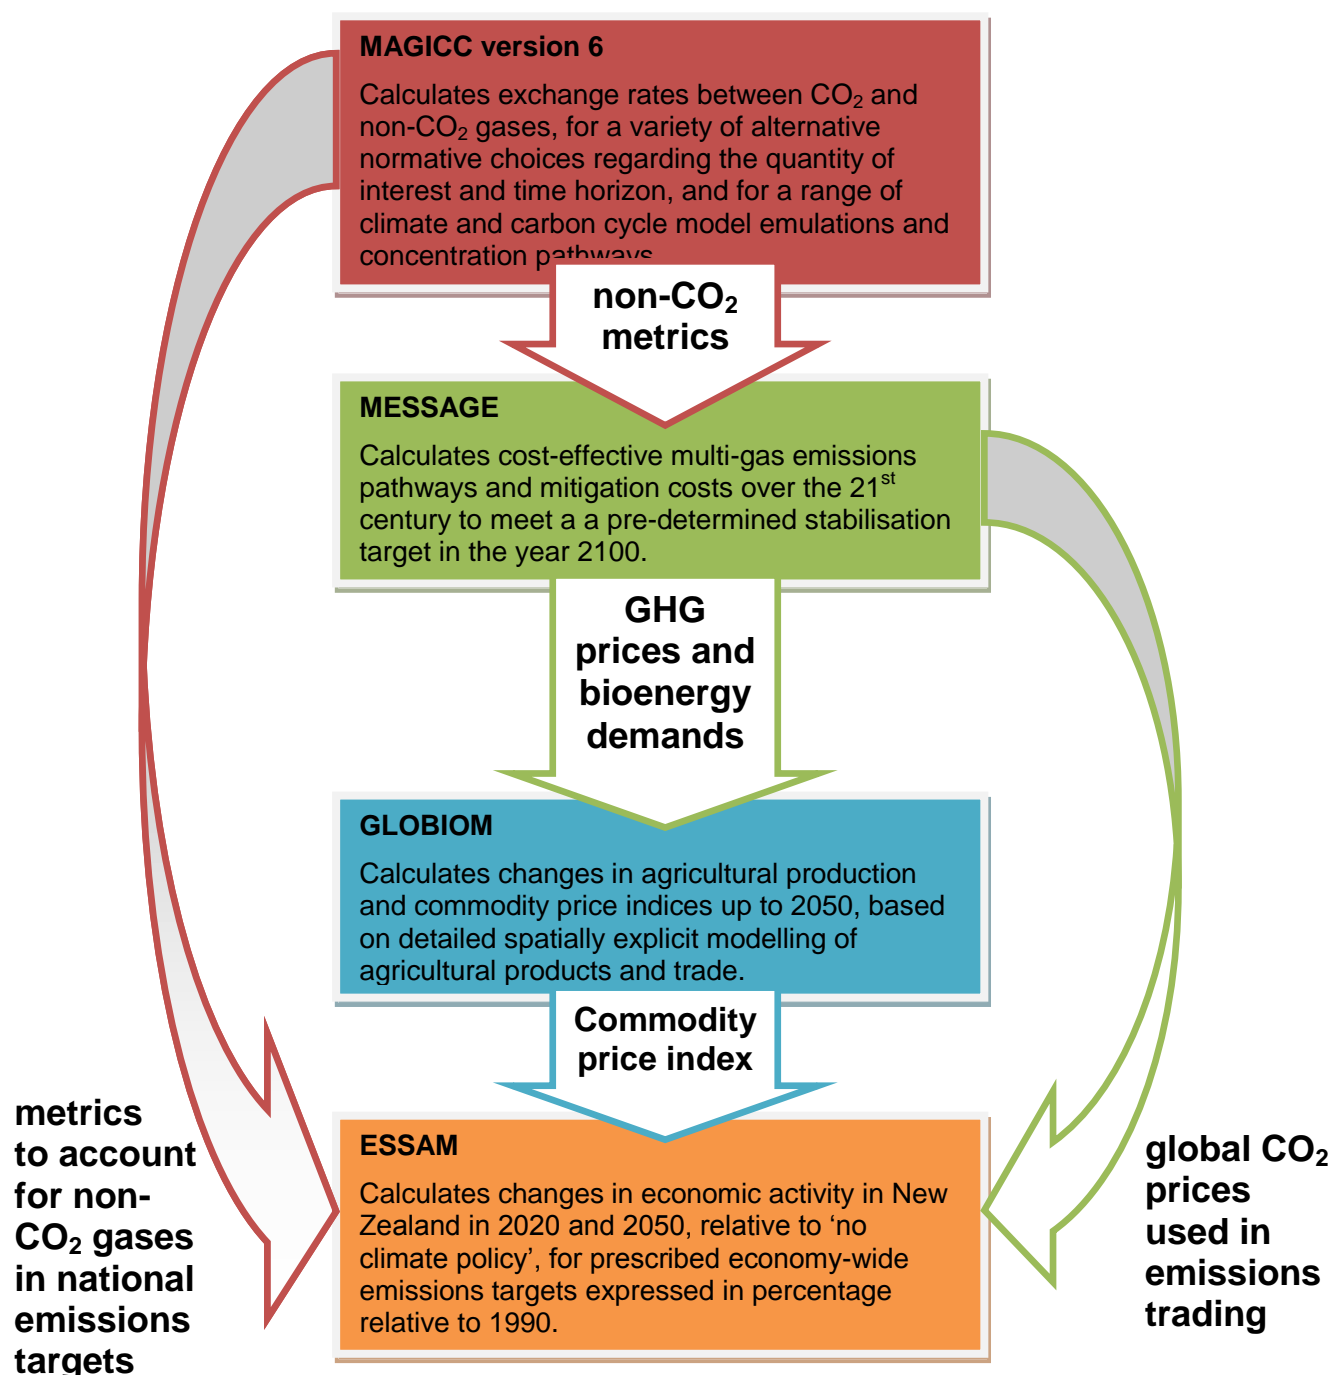 MAGICC version 6
Calculates exchange rates between CO₂ and
non-CO₂ gases, for a variety of alternative
normative choices regarding the quantity of
interest and time horizon, and for a range of
climate and carbon cycle model emulations and
concentration pathways
non-CO₂
metrics
MESSAGE
Calculates cost-effective multi-gas emissions
pathways and mitigation costs over the 21ˢᵗ
century to meet a a pre-determined stabilisation
target in the year 2100.
GHG
prices and
bioenergy
demands
GLOBIOM
Calculates changes in agricultural production
and commodity price indices up to 2050, based
on detailed spatially explicit modelling of
agricultural products and trade.
Commodity
price index
ESSAM
Calculates changes in economic activity in New
Zealand in 2020 and 2050, relative to ‘no
climate policy’, for prescribed economy-wide
emissions targets expressed in percentage
relative to 1990.
metrics
to account
for non-
CO₂ gases
in national
emissions
targets
global CO₂
prices
used in
emissions
trading